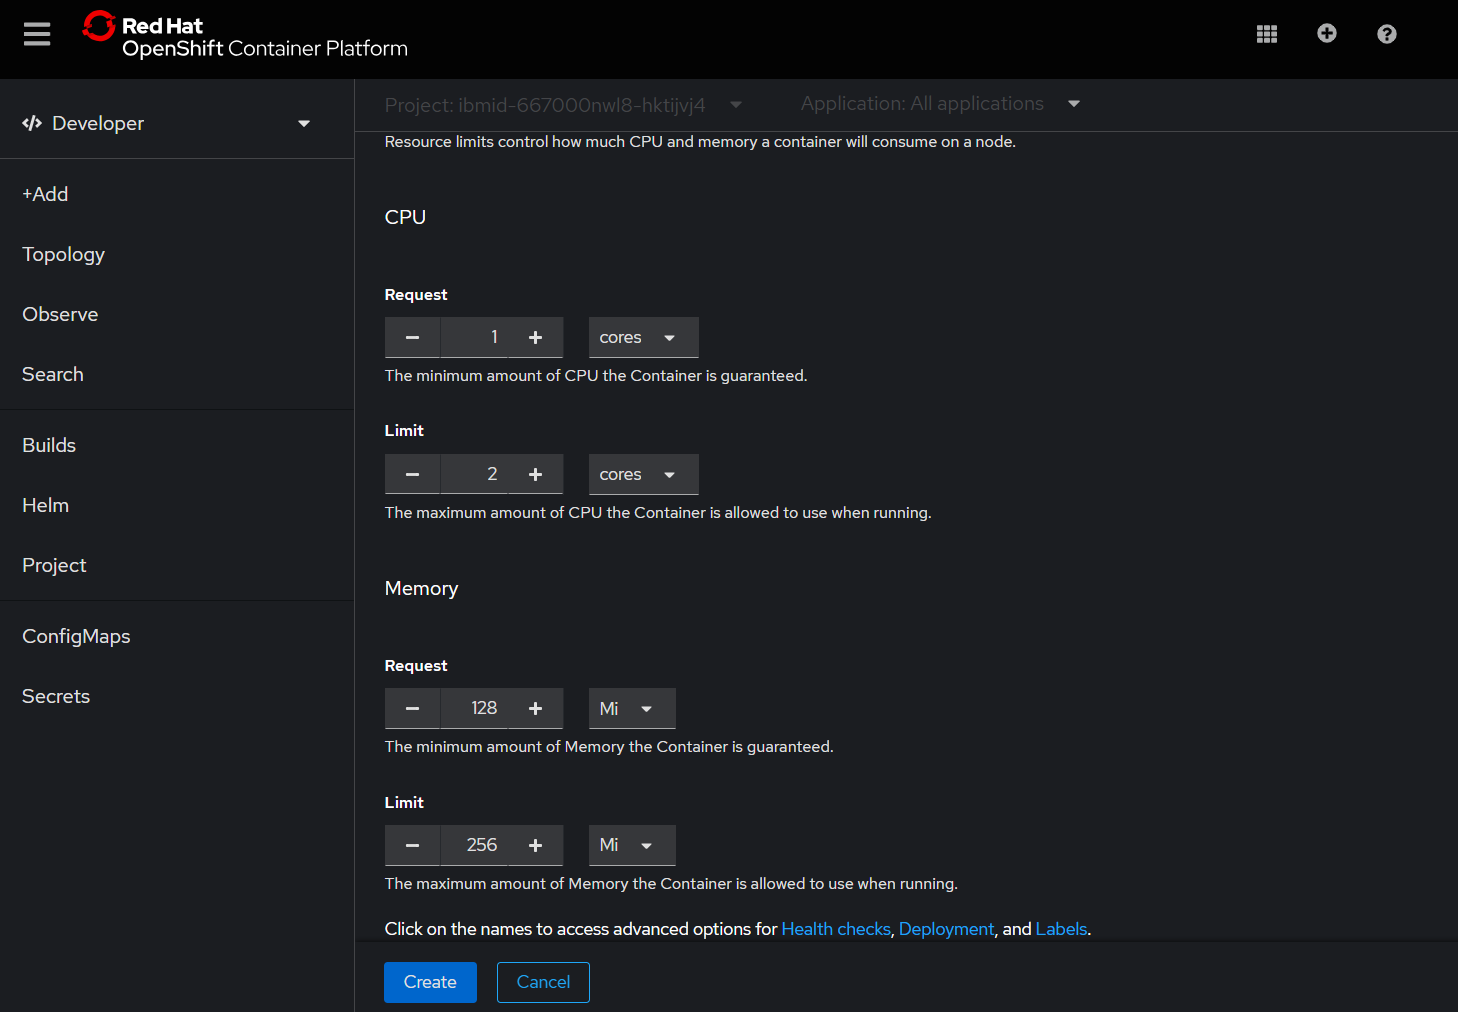 Red Hat
OpenShift Container Platform
Developer
+Add
Topology
Observe
Search
Builds
Helm
Project
ConfigMaps
Secrets
Project: ibmid-667000nwl8-hktijvj4
Application: All applications
Resource limits control how much CPU and memory a container will consume on a node.
CPU
Request
1 cores
The minimum amount of CPU the Container is guaranteed.
Limit
2 cores
The maximum amount of CPU the Container is allowed to use when running.
Memory
Request
128 Mi
The minimum amount of Memory the Container is guaranteed.
Limit
256 Mi
The maximum amount of Memory the Container is allowed to use when running.
Click on the names to access advanced options for Health checks, Deployment, and Labels.
Create Cancel